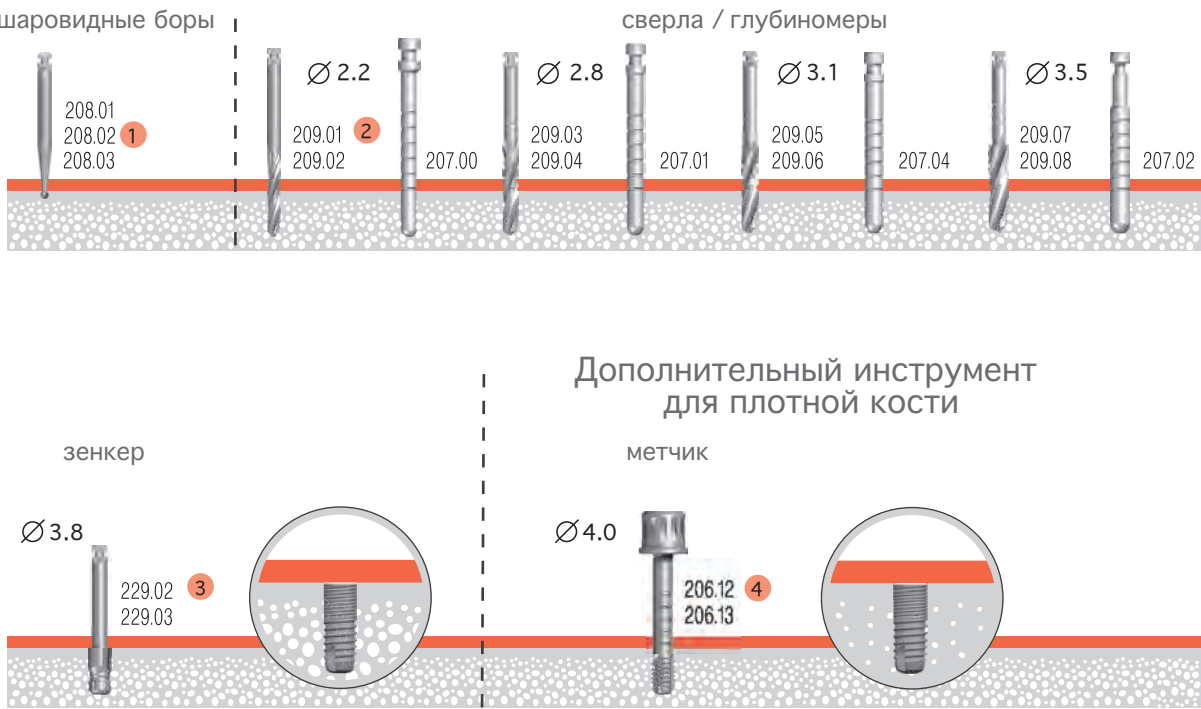 шаровидные боры
сверла / глубиномеры
208.01
208.02 1
208.03
Ø 2.2
209.01 2
209.02
207.00
Ø 2.8
209.03
209.04
207.01
Ø 3.1
209.05
209.06
207.04
Ø 3.5
209.07
209.08
207.02
Дополнительный инструмент
для плотной кости
зенкер
метчик
Ø 3.8
229.02 3
229.03
Ø 4.0
206.12 4
206.13